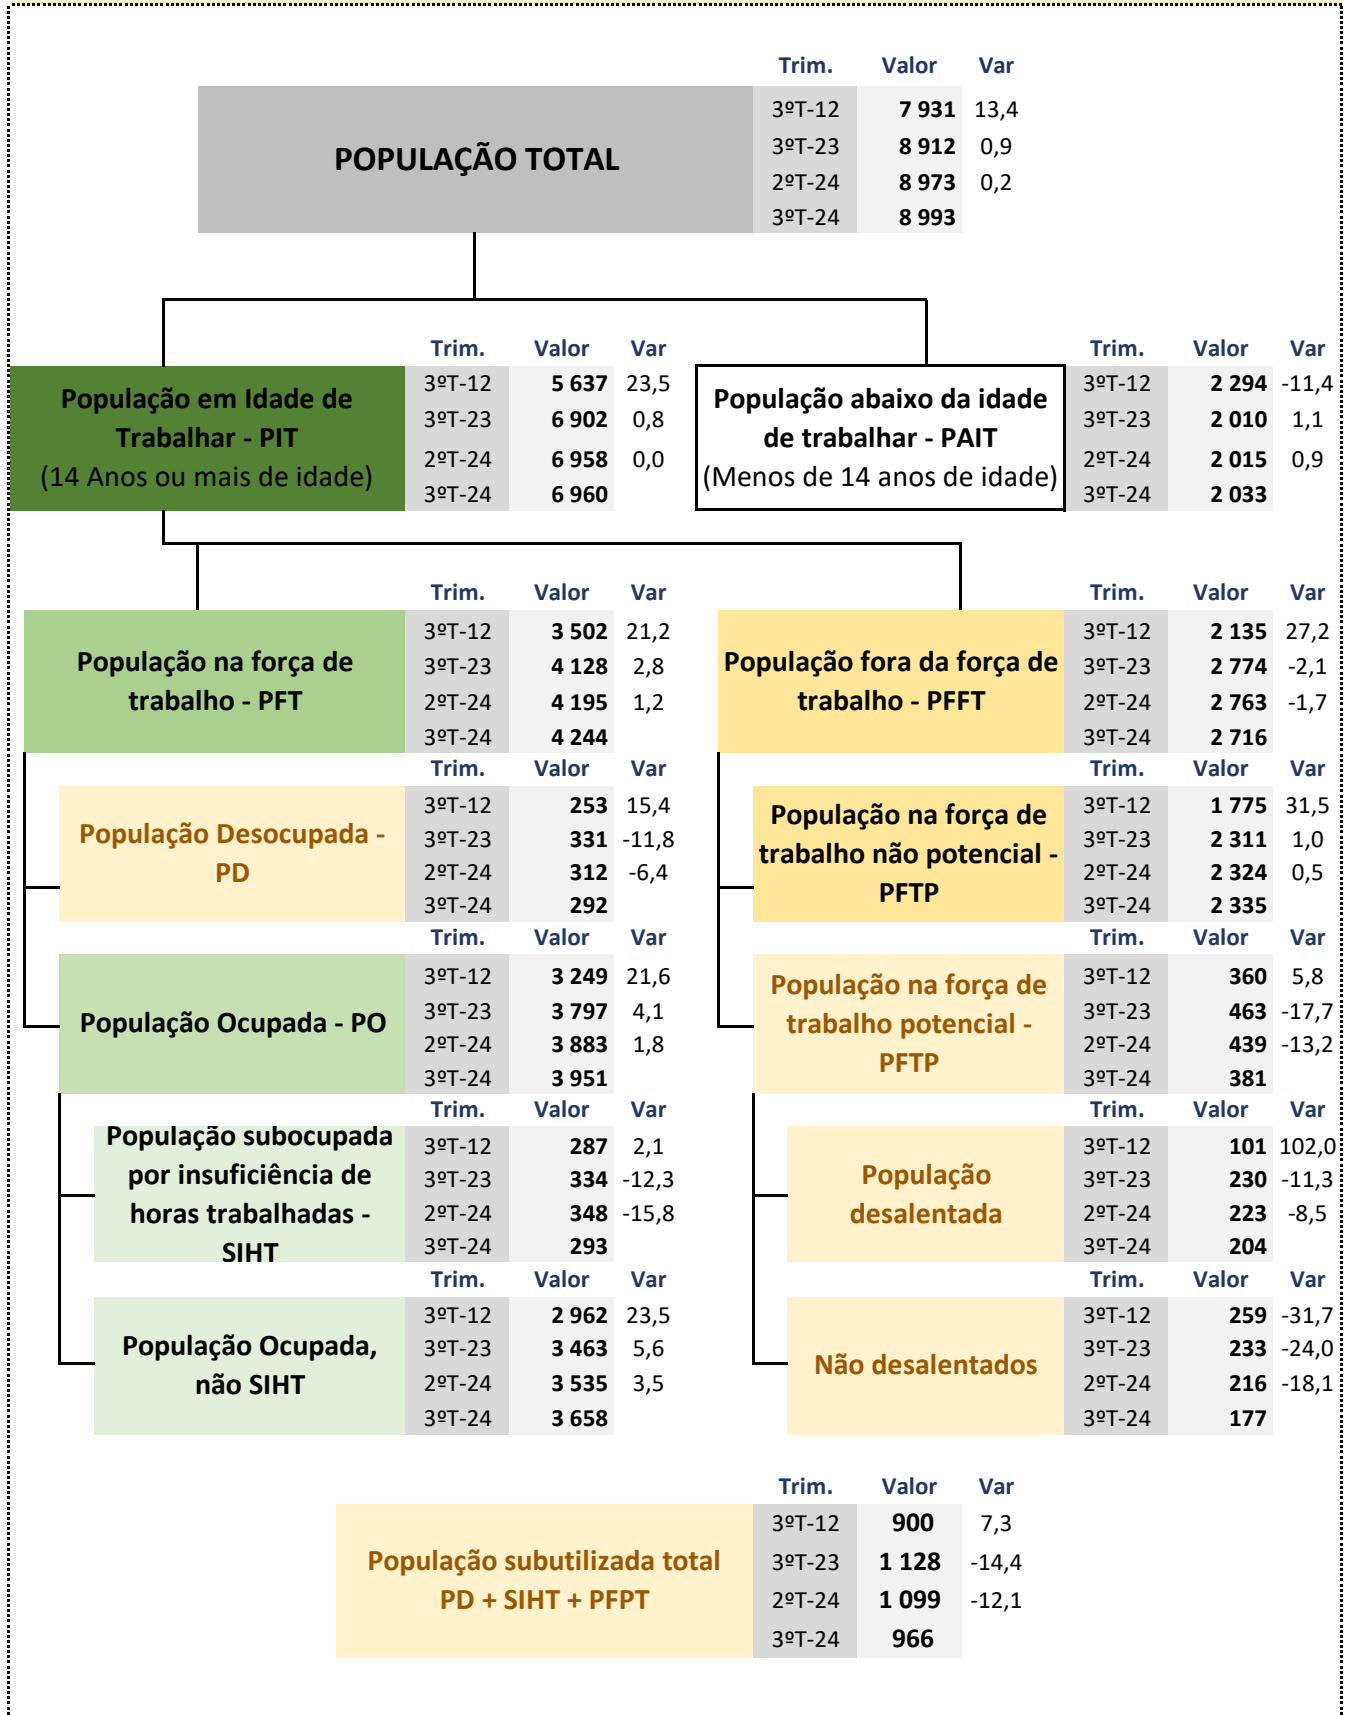 Trim. Valor Var
POPULAÇÃO TOTAL
3ºT-12 7 931 13,4
3ºT-23 8 912 0,9
2ºT-24 8 973 0,2
3ºT-24 8 993
Trim. Valor Var
População em Idade de
Trabalhar - PIT
(14 Anos ou mais de idade)
3ºT-12 5 637 23,5
3ºT-23 6 902 0,8
2ºT-24 6 958 0,0
3ºT-24 6 960
Trim. Valor Var
População abaixo da idade
de trabalhar - PAIT
(Menos de 14 anos de idade)
3ºT-12 2 294 -11,4
3ºT-23 2 010 1,1
2ºT-24 2 015 0,9
3ºT-24 2 033
Trim. Valor Var
População na força de
trabalho - PFT
3ºT-12 3 502 21,2
3ºT-23 4 128 2,8
2ºT-24 4 195 1,2
3ºT-24 4 244
Trim. Valor Var
População fora da força de
trabalho - PFFT
3ºT-12 2 135 27,2
3ºT-23 2 774 -2,1
2ºT-24 2 763 -1,7
3ºT-24 2 716
Trim. Valor Var
População Desocupada -
PD
3ºT-12 253 15,4
3ºT-23 331 -11,8
2ºT-24 312 -6,4
3ºT-24 292
Trim. Valor Var
População na força de
trabalho não potencial -
PFTP
3ºT-12 1 775 31,5
3ºT-23 2 311 1,0
2ºT-24 2 324 0,5
3ºT-24 2 335
Trim. Valor Var
População Ocupada - PO
3ºT-12 3 249 21,6
3ºT-23 3 797 4,1
2ºT-24 3 883 1,8
3ºT-24 3 951
Trim. Valor Var
População na força de
trabalho potencial -
PFTP
3ºT-12 360 5,8
3ºT-23 463 -17,7
2ºT-24 439 -13,2
3ºT-24 381
Trim. Valor Var
População subocupada
por insuficiência de
horas trabalhadas -
SIHT
3ºT-12 287 2,1
3ºT-23 334 -12,3
2ºT-24 348 -15,8
3ºT-24 293
Trim. Valor Var
População
desalentada
3ºT-12 101 102,0
3ºT-23 230 -11,3
2ºT-24 223 -8,5
3ºT-24 204
Trim. Valor Var
População Ocupada,
não SIHT
3ºT-12 2 962 23,5
3ºT-23 3 463 5,6
2ºT-24 3 535 3,5
3ºT-24 3 658
Trim. Valor Var
Não desalentados
3ºT-12 259 -31,7
3ºT-23 233 -24,0
2ºT-24 216 -18,1
3ºT-24 177
Trim. Valor Var
População subutilizada total
PD + SIHT + PFPT
3ºT-12 900 7,3
3ºT-23 1 128 -14,4
2ºT-24 1 099 -12,1
3ºT-24 966